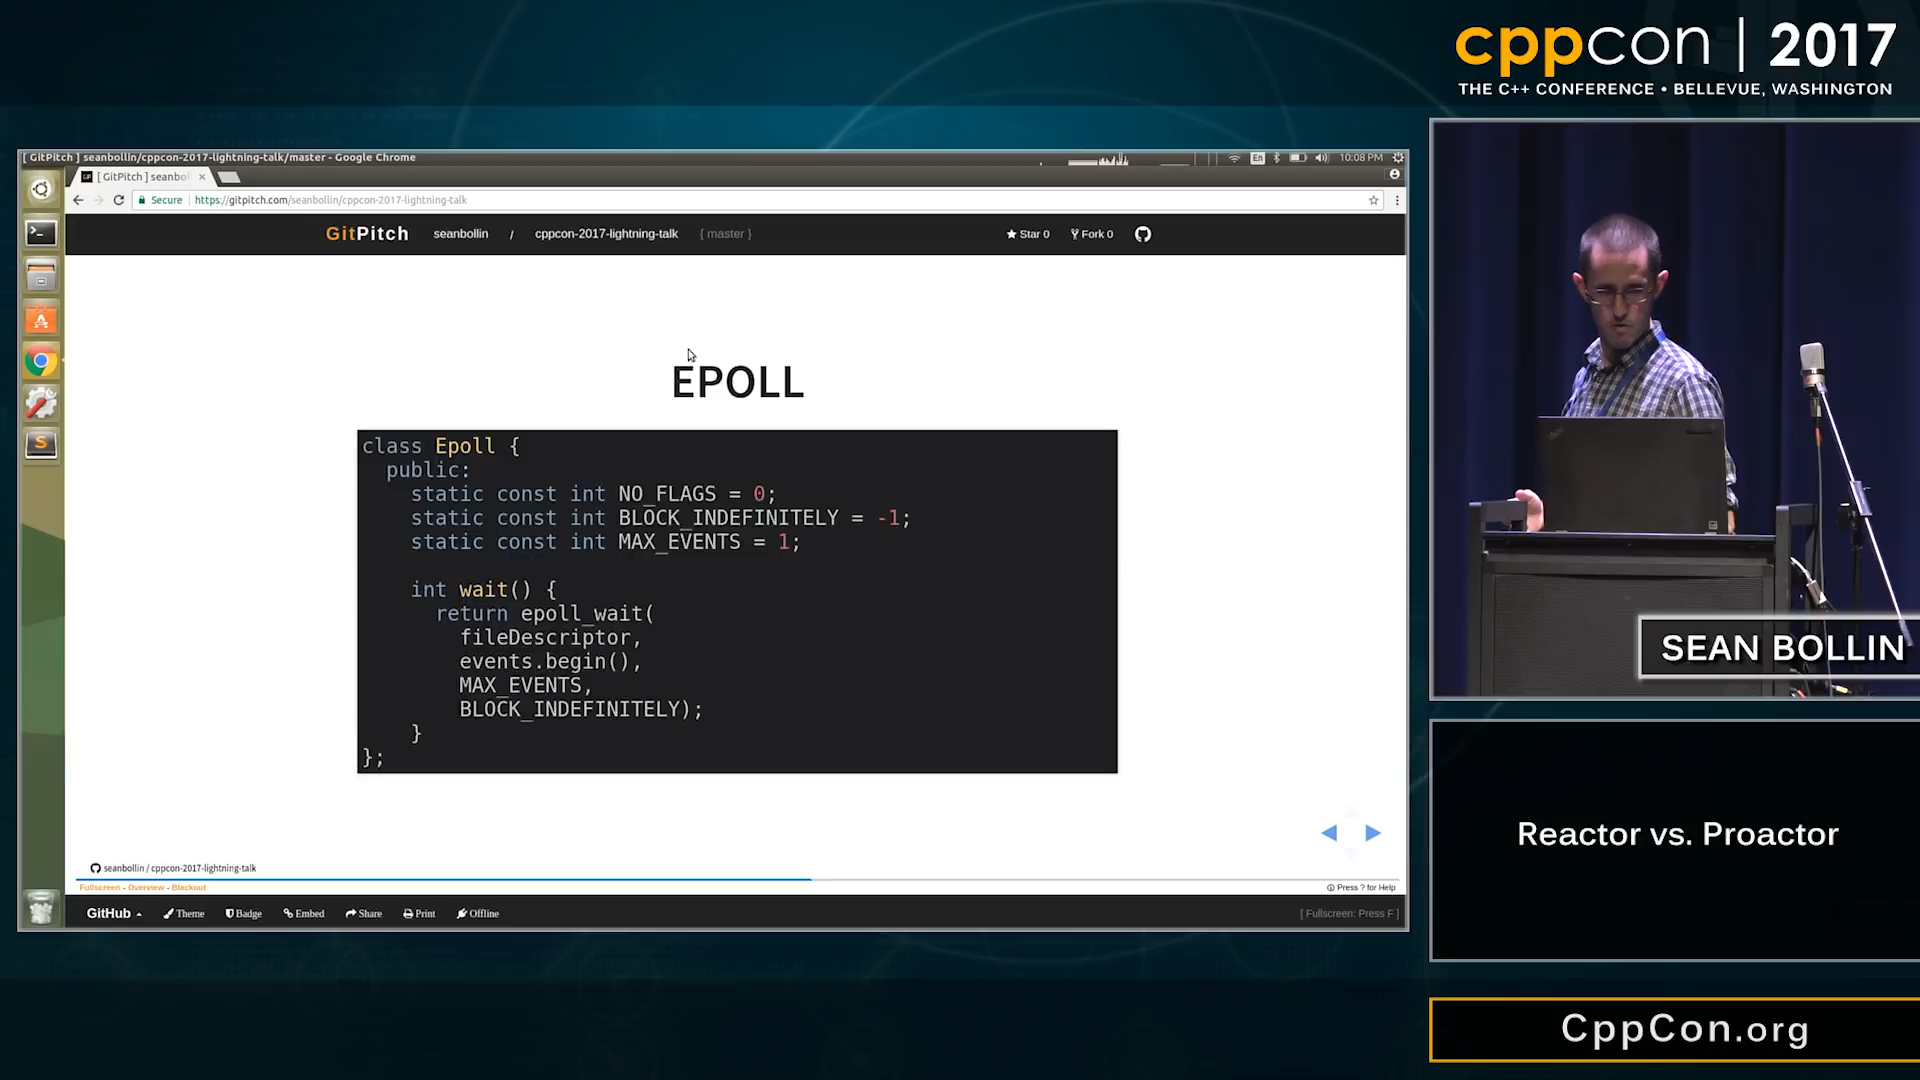 cppcon | 2017
THE C++ CONFERENCE • BELLEVUE, WASHINGTON
[ GitPitch ] seanbollin/cppcon-2017-lightning-talk/master - Google Chrome
En
10:08 PM
[ GitPitch ] seanbo
Secure
https://gitpitch.com/seanbollin/cppcon-2017-lightning-talk
GitPitch
seanbollin / cppcon-2017-lightning-talk { master }
Star 0
Fork 0
EPOLL
class Epoll {
public:
static const int NO_FLAGS = 0;
static const int BLOCK_INDEFINITELY = -1;
static const int MAX_EVENTS = 1;
int wait() {
return epoll_wait(
fileDescriptor,
events.begin(),
MAX_EVENTS,
BLOCK_INDEFINITELY);
}
};
seanbollin / cppcon-2017-lightning-talk
Fullscreen - Overview - Blackout
Press ? for Help
GitHub
Theme
Badge
Embed
Share
Print
Offline
[ Fullscreen: Press F ]
SEAN BOLLIN
Reactor vs. Proactor
CppCon.org